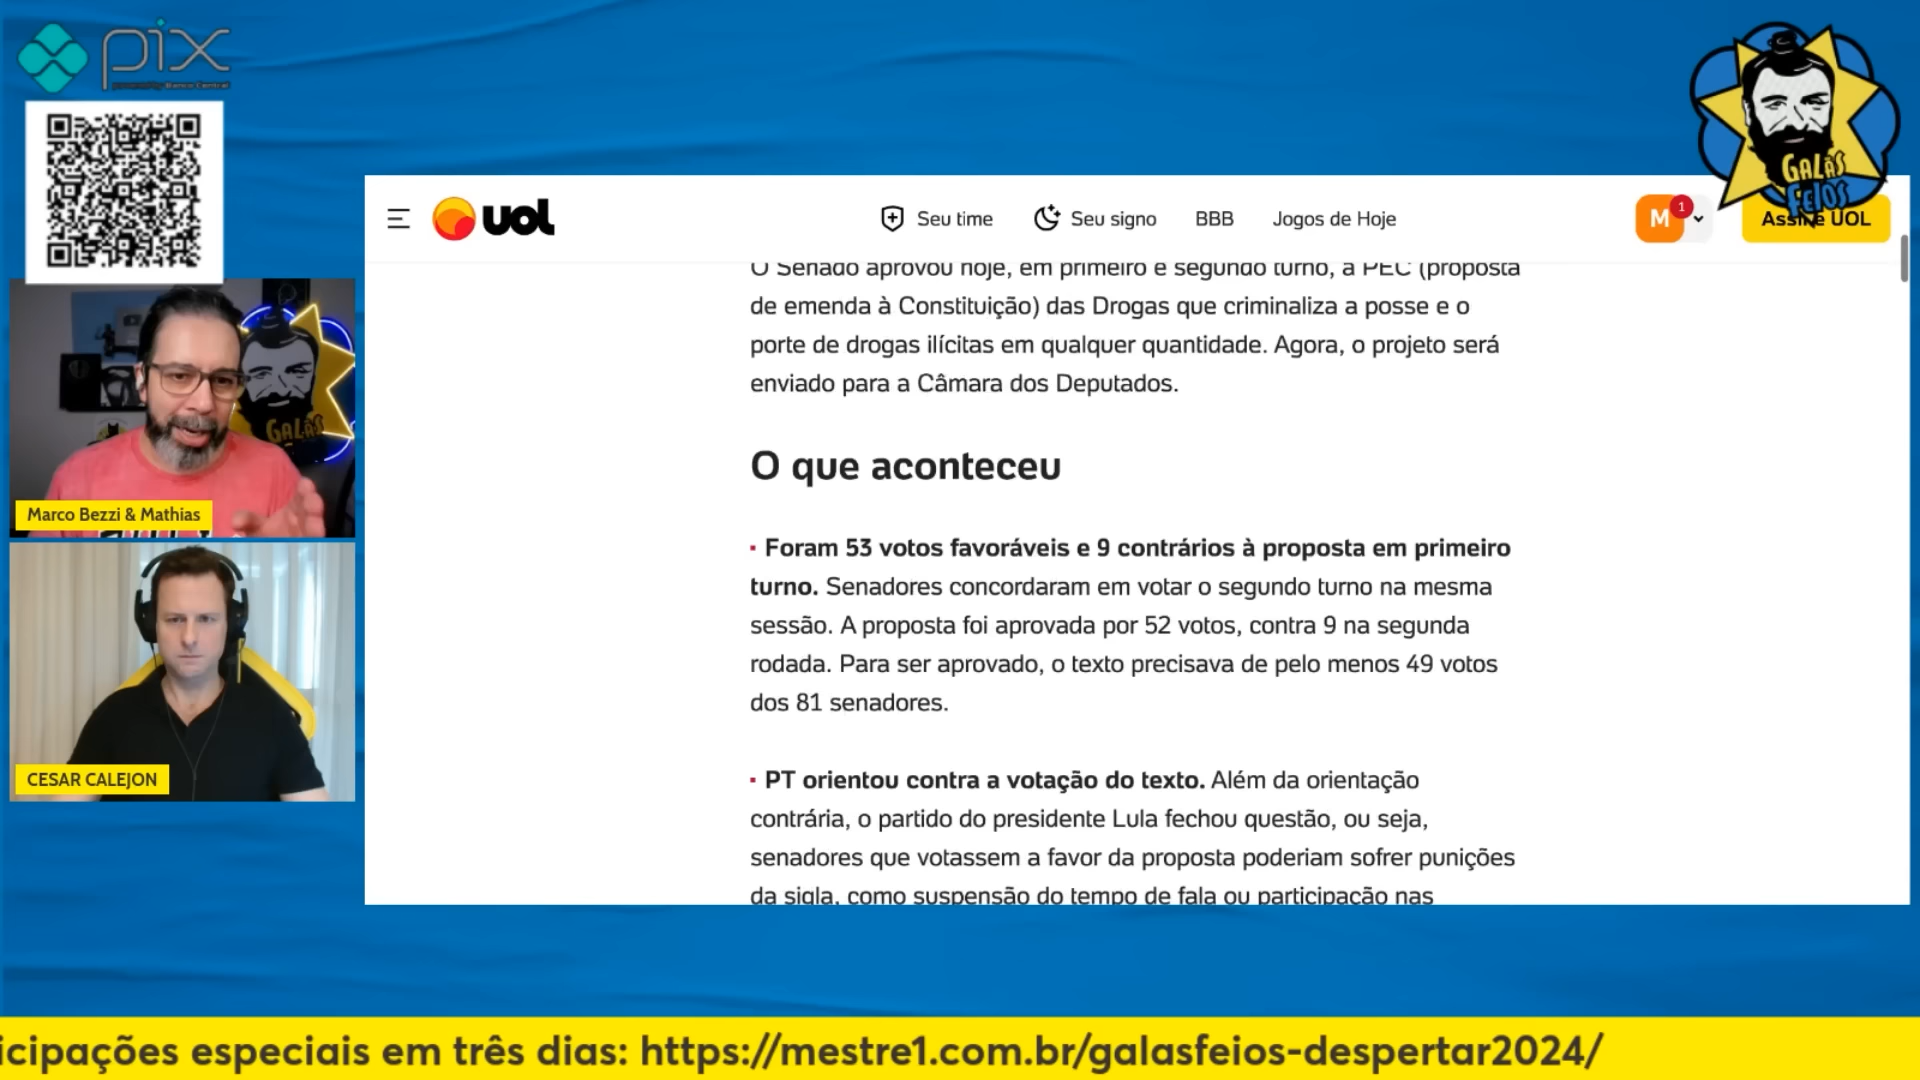 pix
powered by Banco Central
GALÃS
FEIOS
uol
Seu time
Seu signo
BBB
Jogos de Hoje
M
1
Assine UOL
O Senado aprovou hoje, em primeiro e segundo turno, a PEC (proposta
de emenda à Constituição) das Drogas que criminaliza a posse e o
porte de drogas ilícitas em qualquer quantidade. Agora, o projeto será
enviado para a Câmara dos Deputados.
O que aconteceu
Foram 53 votos favoráveis e 9 contrários à proposta em primeiro
turno. Senadores concordaram em votar o segundo turno na mesma
sessão. A proposta foi aprovada por 52 votos, contra 9 na segunda
rodada. Para ser aprovado, o texto precisava de pelo menos 49 votos
dos 81 senadores.
PT orientou contra a votação do texto. Além da orientação
contrária, o partido do presidente Lula fechou questão, ou seja,
senadores que votassem a favor da proposta poderiam sofrer punições
da sigla, como suspensão do tempo de fala ou participação nas
GALÃS
Marco Bezzi & Mathias
CESAR CALEJON
icipações especiais em três dias: https://mestre1.com.br/galasfeios-despertar2024/